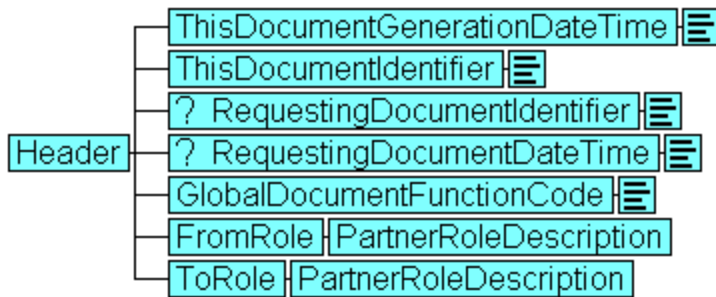 ThisDocumentGenerationDateTime
ThisDocumentIdentifier
? RequestingDocumentIdentifier
Header
? RequestingDocumentDateTime
GlobalDocumentFunctionCode
FromRole PartnerRoleDescription
ToRole PartnerRoleDescription